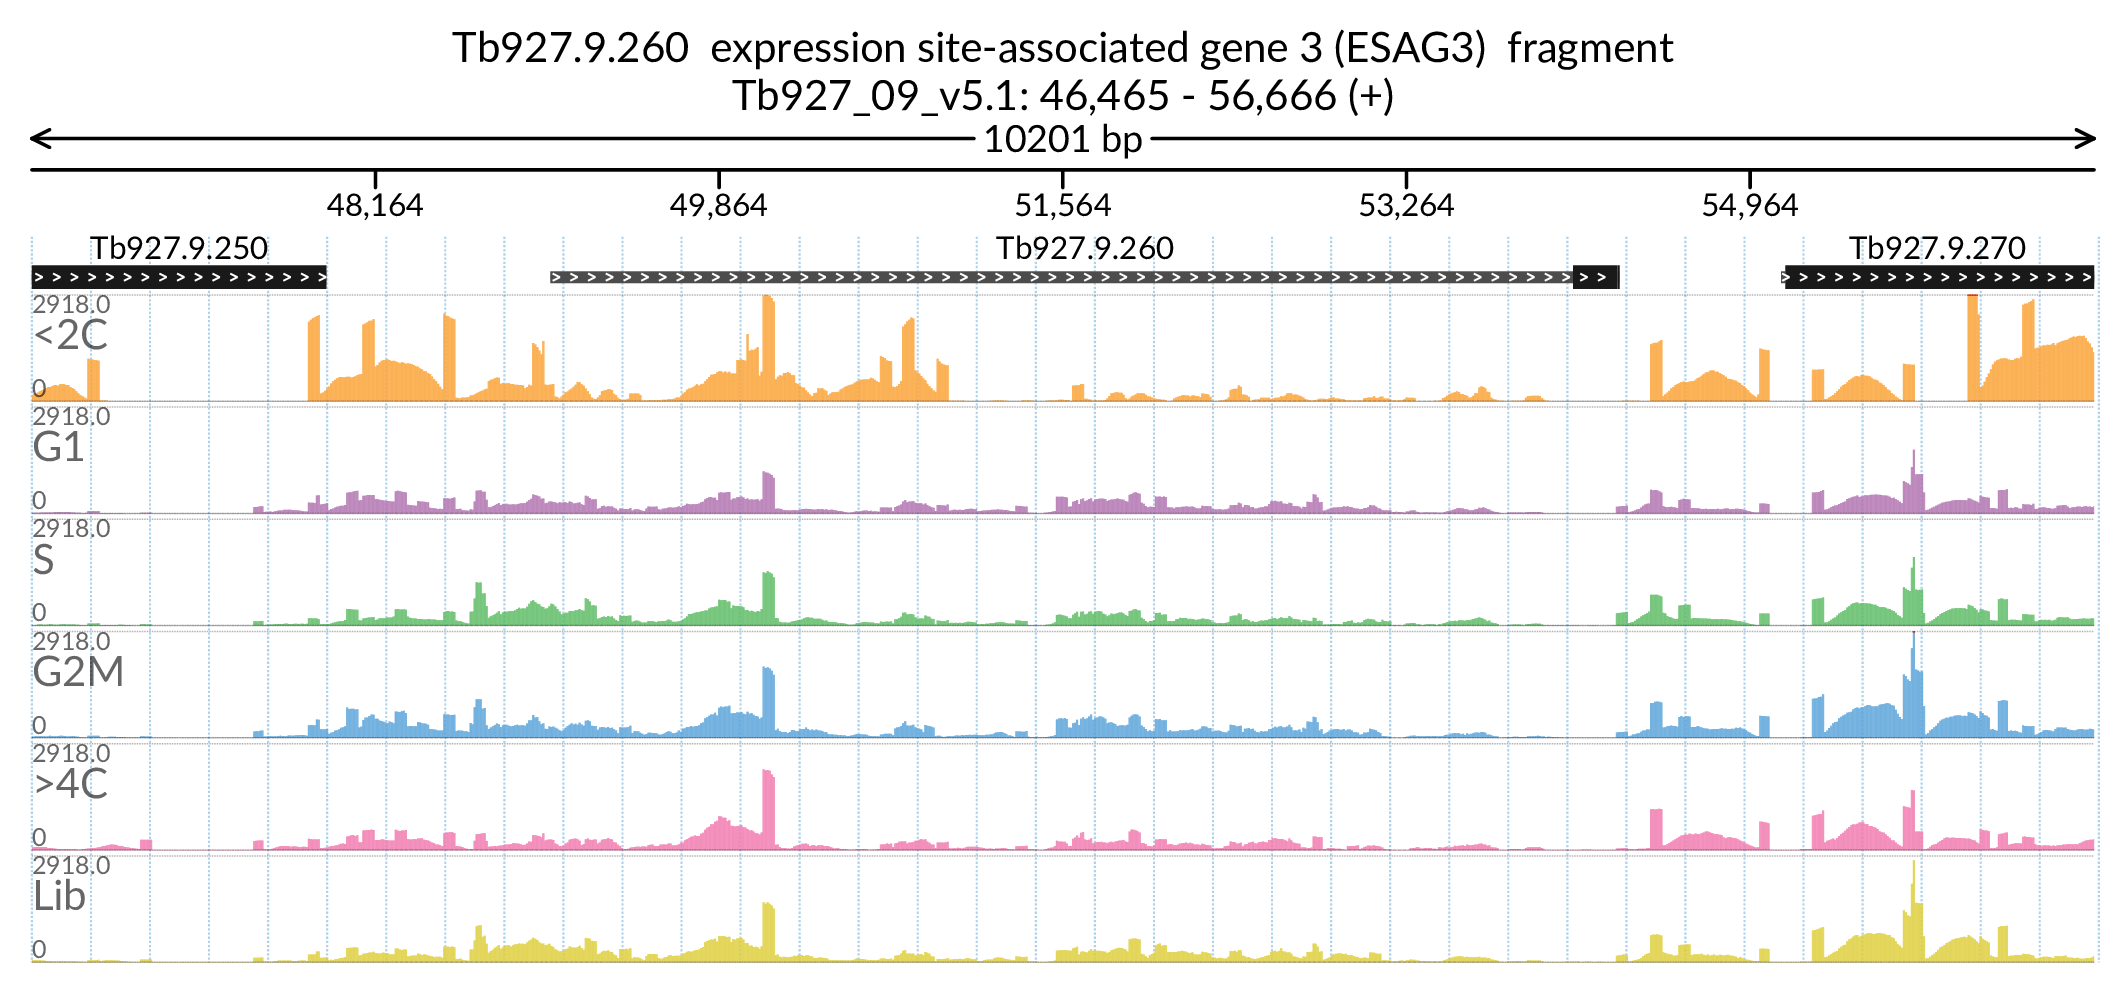 Tb927.9.260 expression site-associated gene 3 (ESAG3) fragment
Tb927_09_v5.1: 46,465 - 56,666 (+)
10201 bp
48,164 49,864 51,564 53,264 54,964
Tb927.9.250 Tb927.9.260 Tb927.9.270
2918.0
<2C
0
2918.0
G1
0
2918.0
S
0
2918.0
G2M
0
2918.0
>4C
0
2918.0
Lib
0